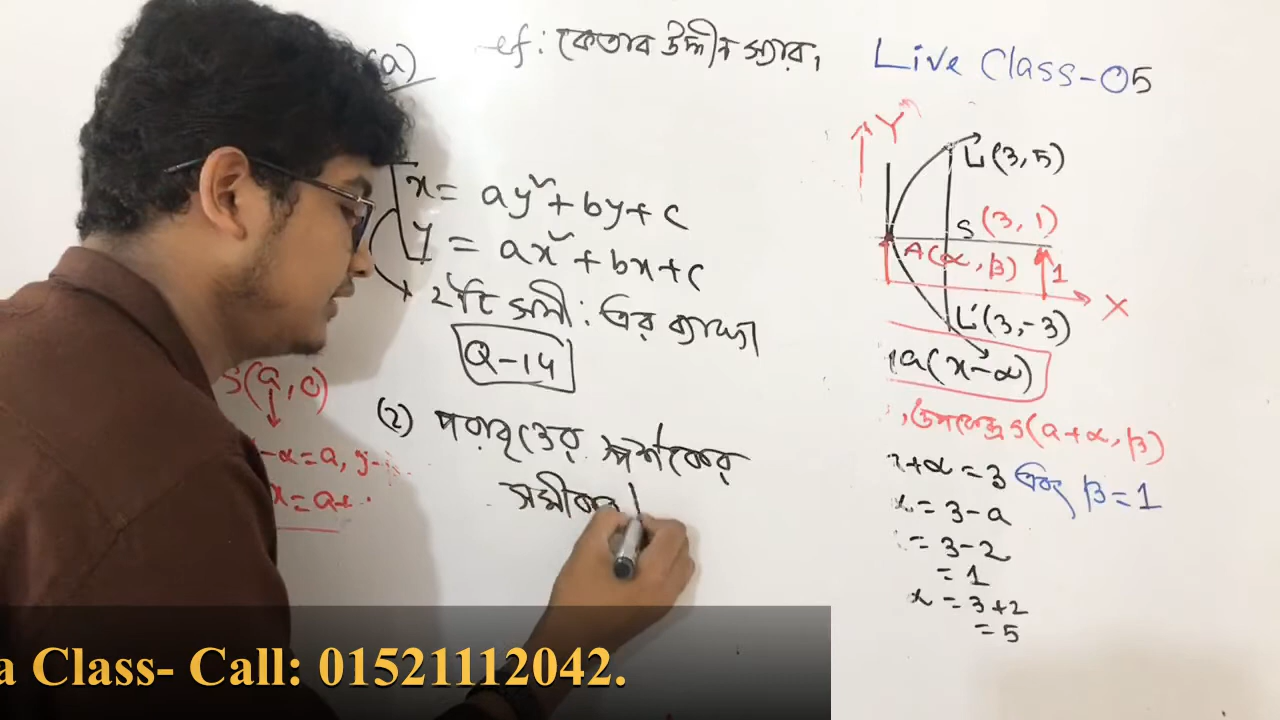 (a)
ef: কেতাব উদ্দীন স্যার,
Live Class-05
x = ay² + by + c
y = ax² + bx + c
2টি সমী: এর ব্যাখ্যা
Q-14
(2) পরাবৃত্তের স্পর্শকের
সমীকরণ।
S(a, 0)
-α = a, y-
x = a+
Y
L(3, 5)
S (3, 1)
A(α, β)
1
X
L'(3, -3)
a(x-α)
, উপকেন্দ্র S(a+α, β)
+α = 3 এবং β = 1
= 3-a
= 3-2
= 1
= 3+2
= 5
a Class- Call: 01521112042.